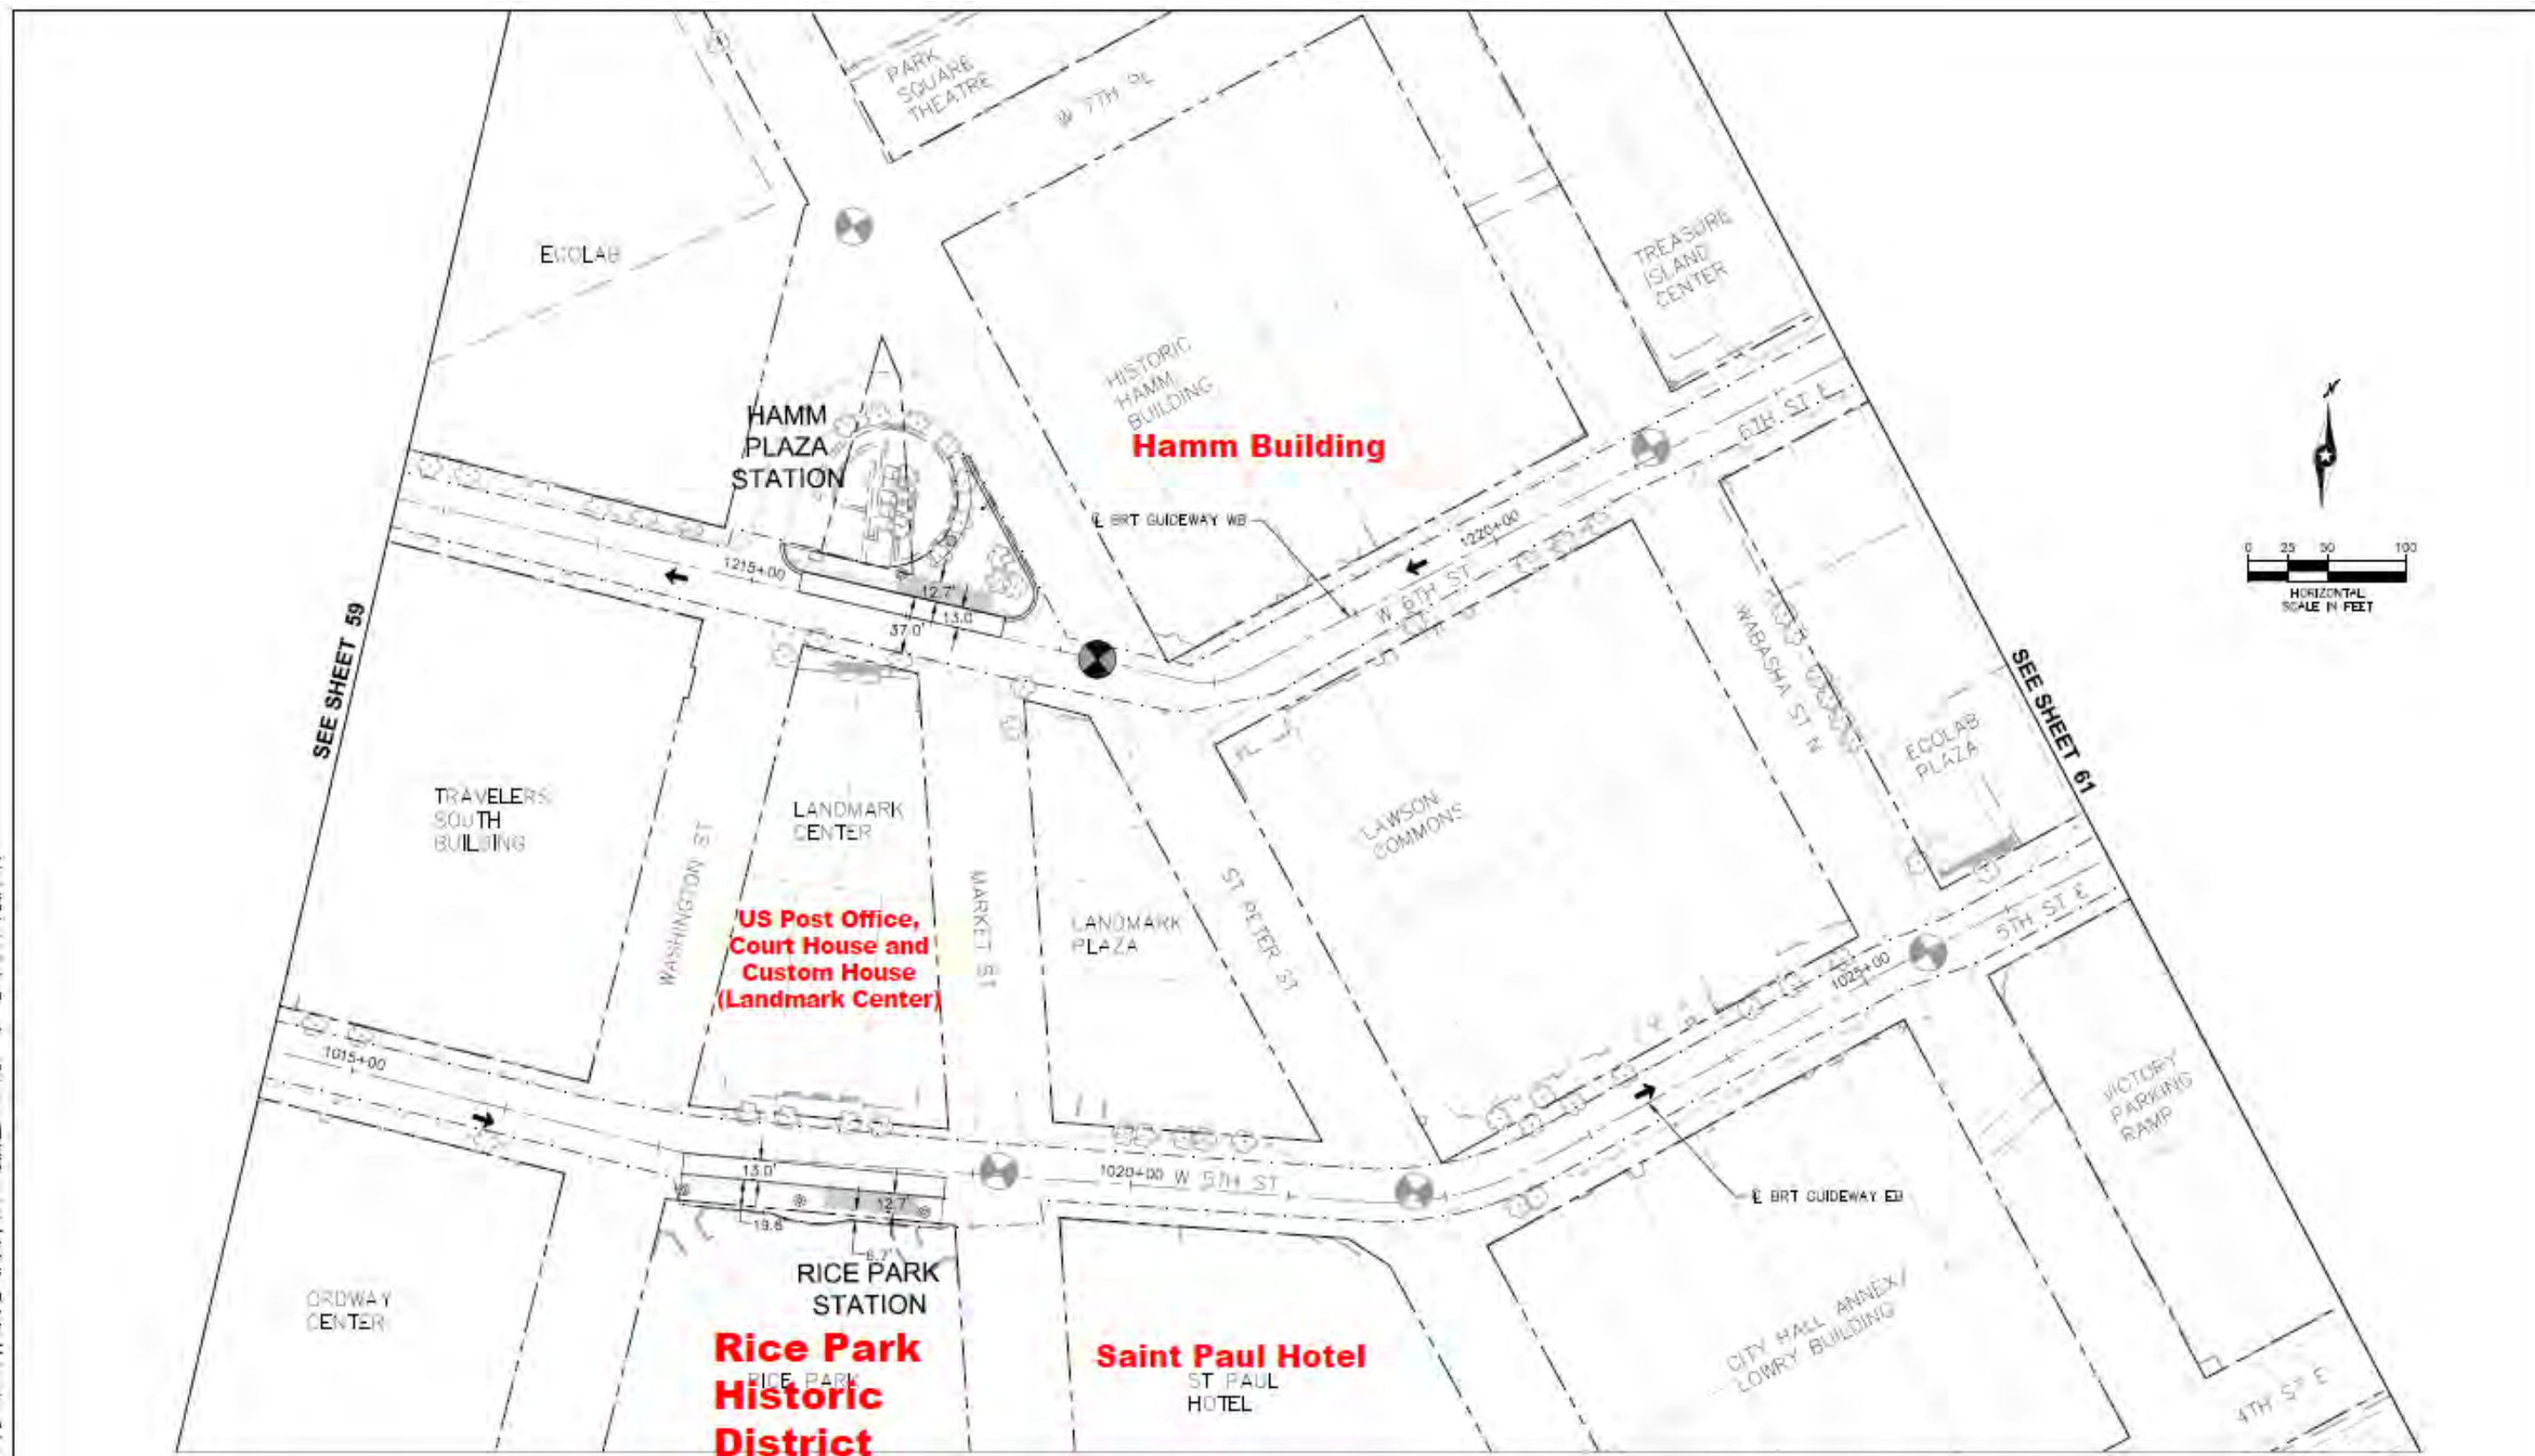 PARK
SQUARE
THEATRE
W 7TH PL
ECOLAB
TREASURE
ISLAND
CENTER
HISTORIC
HAMM
BUILDING
Hamm Building
HAMM
PLAZA
STATION
6TH ST E
N
₵ BRT GUIDEWAY WB
1220+00
W 6TH ST
1215+00
12.7'
13.0'
37.0'
0 25 50 100
HORIZONTAL
SCALE IN FEET
SEE SHEET 59
SEE SHEET 61
WABASHA ST N
ECOLAB
PLAZA
TRAVELERS
SOUTH
BUILDING
LANDMARK
CENTER
LAWSON
COMMONS
WASHINGTON ST
MARKET ST
ST PETER ST
US Post Office,
Court House and
Custom House
(Landmark Center)
LANDMARK
PLAZA
5TH ST E
1025+00
1015+00
VICTORY
PARKING
RAMP
13.0'
12.7'
19.8
8.7'
1020+00 W 5TH ST
₵ BRT GUIDEWAY EB
RICE PARK
STATION
ORDWAY
CENTER
Rice Park
Historic
District
RICE PARK
Saint Paul Hotel
ST PAUL
HOTEL
CITY HALL ANNEX/
LOWRY BUILDING
4TH ST E